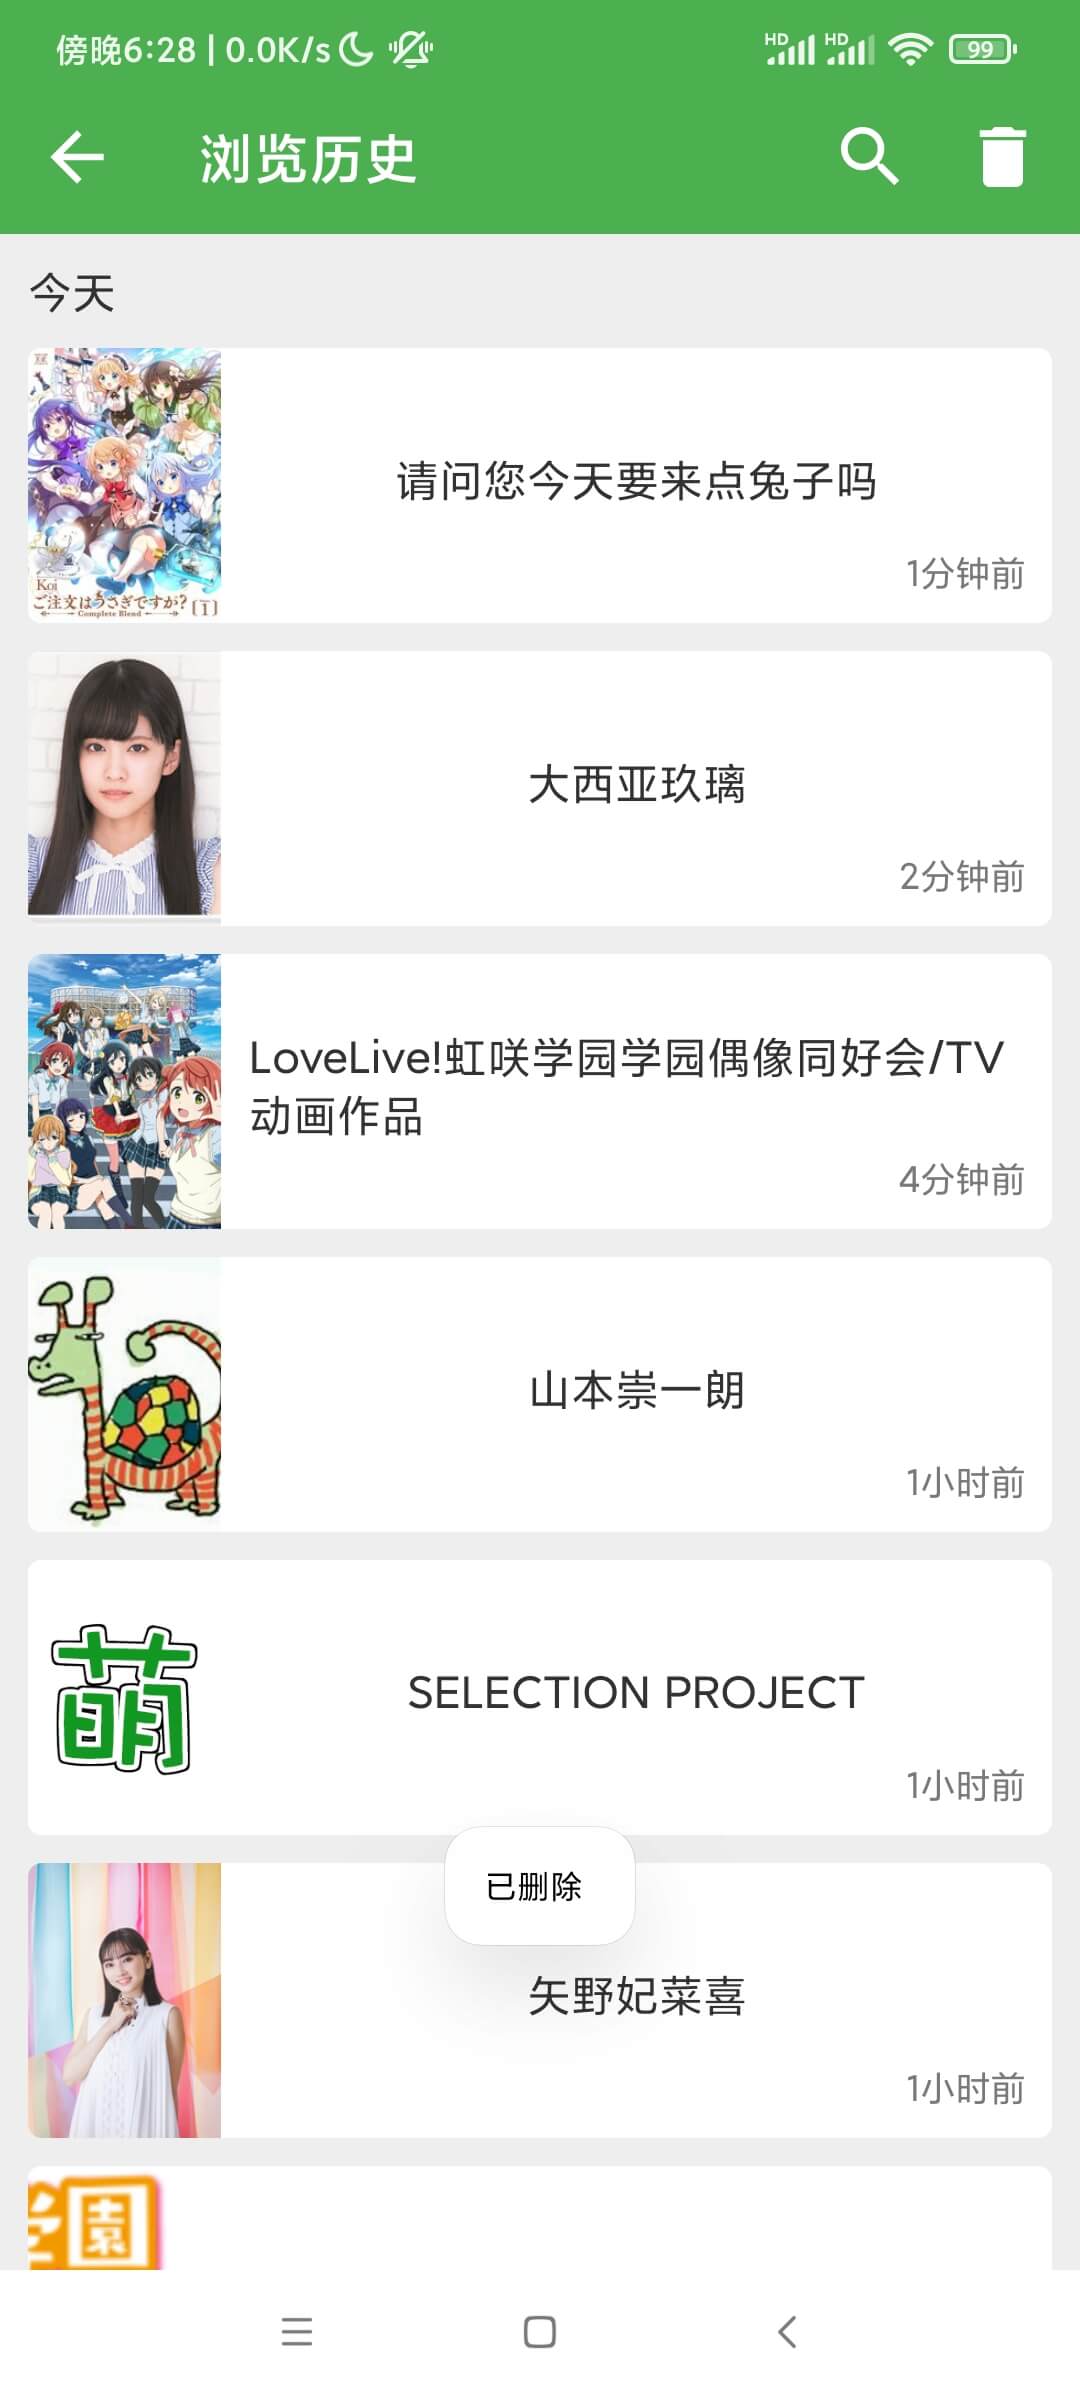 傍晚6:28 | 0.0K/s
HD HD 99
浏览历史
今天
请问您今天要来点兔子吗
1分钟前
Koi
ご注文はうさぎですか? [1]
Complete Blend
大西亚玖璃
2分钟前
LoveLive!虹咲学园学园偶像同好会/TV
动画作品
4分钟前
山本崇一朗
1小时前
萌
SELECTION PROJECT
1小时前
已删除
矢野妃菜喜
1小时前
学園